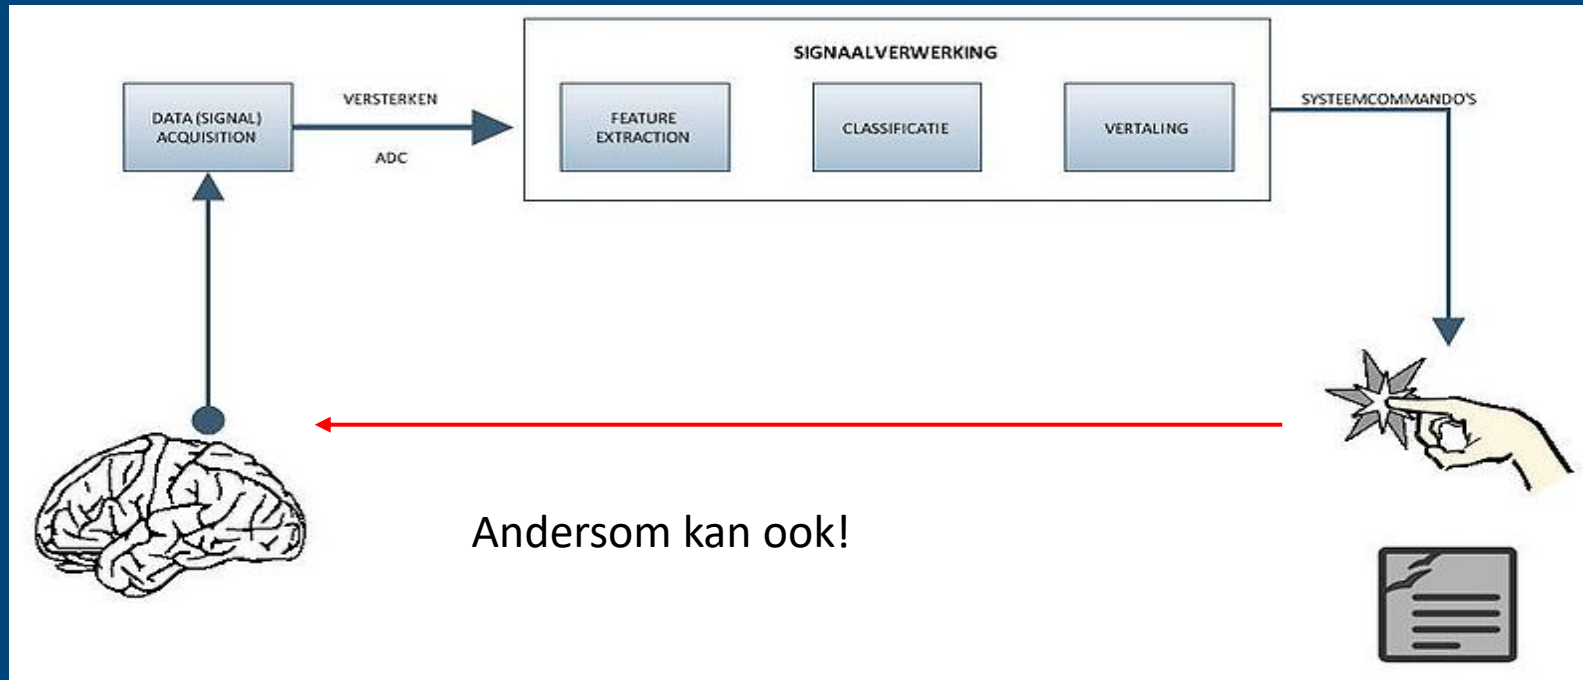 SIGNAALVERWERKING
DATA (SIGNAL)
ACQUISITION
VERSTERKEN
ADC
FEATURE
EXTRACTION
CLASSIFICATIE
VERTALING
SYSTEEMCOMMANDO'S
Andersom kan ook!